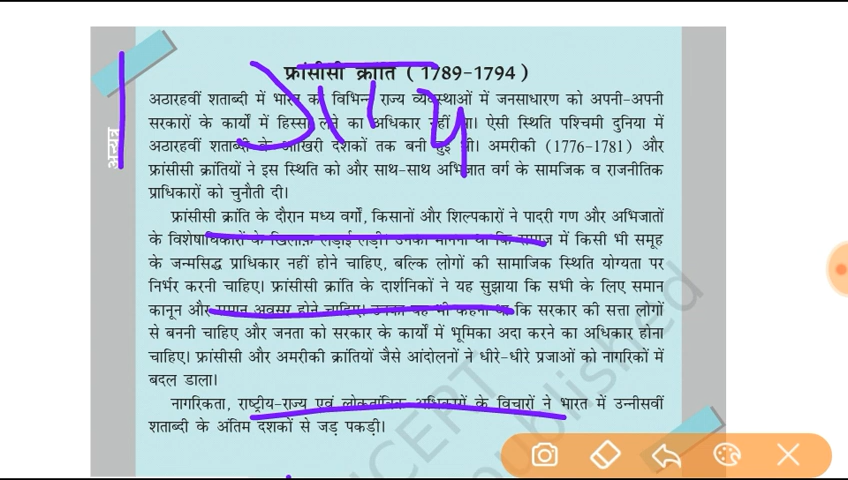 फ्रांसीसी क्रांति ( 1789-1794 )
अठारहवीं शताब्दी में भारत की विभिन्न राज्य व्यवस्थाओं में जनसाधारण को अपनी-अपनी
सरकारों के कार्यों में हिस्सा लेने का अधिकार नहीं था। ऐसी स्थिति पश्चिमी दुनिया में
अठारहवीं शताब्दी के आखिरी दशकों तक बनी हुई थी। अमरीकी (1776-1781) और
फ्रांसीसी क्रांतियों ने इस स्थिति को और साथ-साथ अभिजात वर्ग के सामजिक व राजनीतिक
प्राधिकारों को चुनौती दी।
फ्रांसीसी क्रांति के दौरान मध्य वर्गों, किसानों और शिल्पकारों ने पादरी गण और अभिजातों
के विशेषाधिकारों के खिलाफ़ लड़ाई लड़ी। उनका मानना था कि समाज में किसी भी समूह
के जन्मसिद्ध प्राधिकार नहीं होने चाहिए, बल्कि लोगों की सामाजिक स्थिति योग्यता पर
निर्भर करनी चाहिए। फ्रांसीसी क्रांति के दार्शनिकों ने यह सुझाया कि सभी के लिए समान
कानून और समान अवसर होने चाहिए। उनका यह भी कहना था कि सरकार की सत्ता लोगों
से बननी चाहिए और जनता को सरकार के कार्यों में भूमिका अदा करने का अधिकार होना
चाहिए। फ्रांसीसी और अमरीकी क्रांतियों जैसे आंदोलनों ने धीरे-धीरे प्रजाओं को नागरिकों में
बदल डाला।
नागरिकता, राष्ट्रीय-राज्य एवं लोकतांत्रिक अधिकारों के विचारों ने भारत में उन्नीसवीं
शताब्दी के अंतिम दशकों से जड़ पकड़ी।
अन्यत्र
NCERT
republished